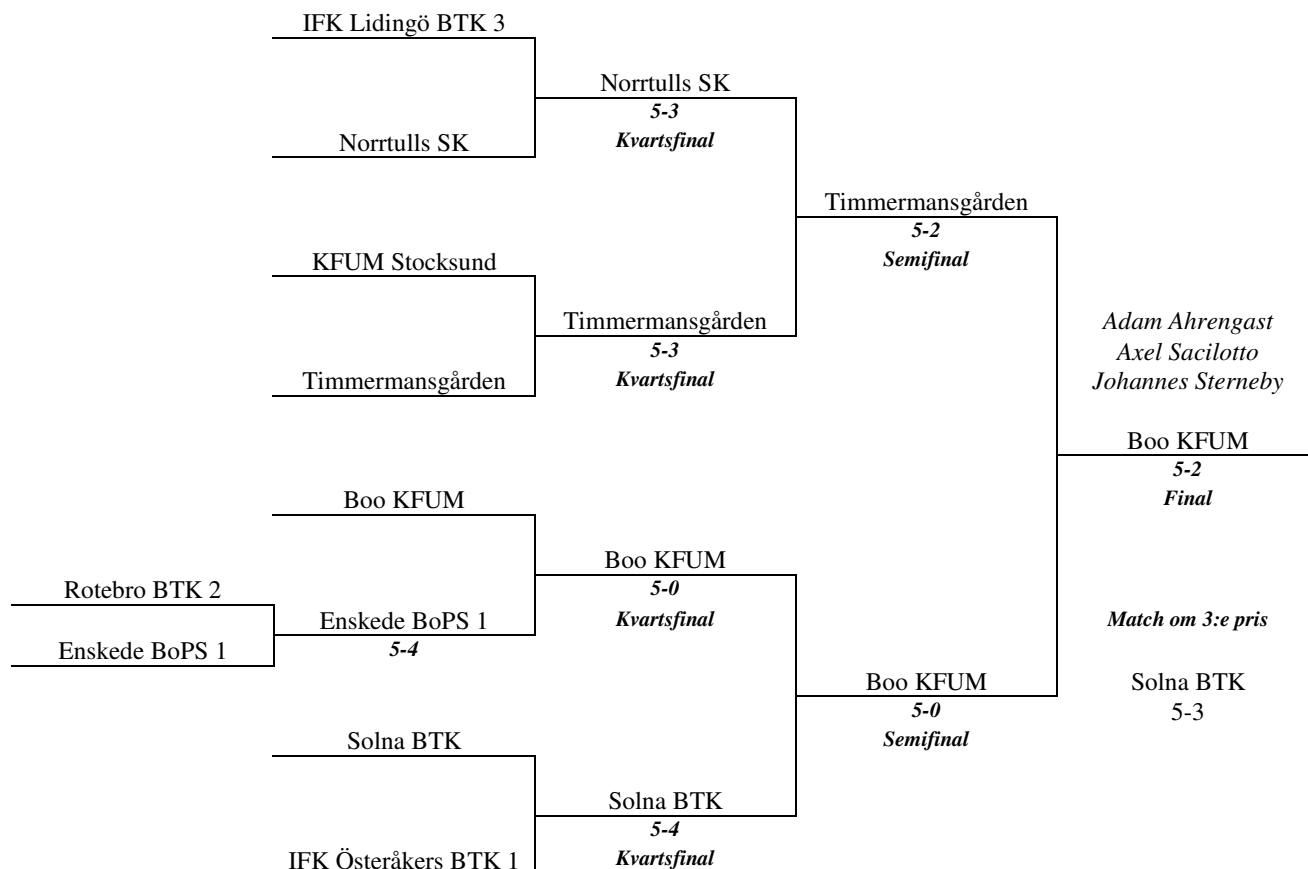 IFK Lidingö BTK 3
Norrtulls SK
5-3
Kvartsfinal
Norrtulls SK
Timmermansgården
5-2
Semifinal
KFUM Stocksund
Timmermansgården
5-3
Kvartsfinal
Timmermansgården
Adam Ahrengast
Axel Sacilotto
Johannes Sterneby
Boo KFUM
5-2
Final
Boo KFUM
Boo KFUM
5-0
Kvartsfinal
Rotebro BTK 2
Enskede BoPS 1
5-4
Enskede BoPS 1
Match om 3:e pris
Boo KFUM
5-0
Semifinal
Solna BTK
5-3
Solna BTK
Solna BTK
5-4
Kvartsfinal
IFK Österåkers BTK 1